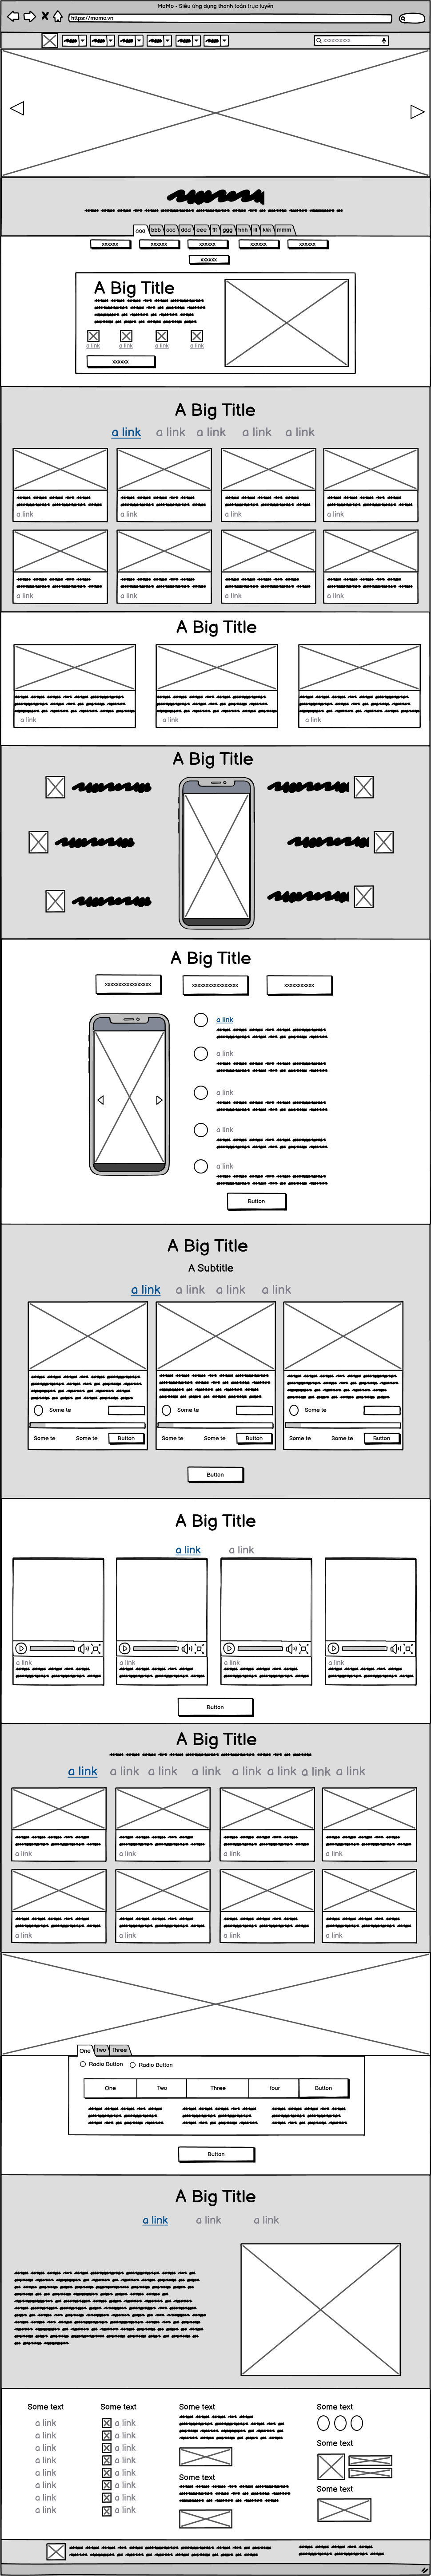 MoMo - Siêu ứng dụng thanh toán trực tuyến
https://momo.vn
xxxxxxxxxx
aaa bbb ccc ddd eee fff ggg hhh iii kkk mmm
xxxxxx xxxxxx xxxxxx xxxxxx xxxxxx
xxxxxx
A Big Title
a link a link a link a link
xxxxxx
A Big Title
a link a link a link a link a link
a link a link a link a link
a link a link a link a link
A Big Title
a link a link a link
A Big Title
A Big Title
xxxxxxxxxxxxxxxxx xxxxxxxxxxxxxxxxx xxxxxxxxxxx
a link
a link
a link
a link
a link
Button
A Big Title
A Subtitle
a link a link a link a link
Some te Some te Some te
Some te Some te Button Some te Some te Button Some te Some te Button
Button
A Big Title
a link a link
a link a link a link a link
Button
A Big Title
a link a link a link a link a link a link a link a link
a link a link a link a link
a link a link a link a link
One Two Three
Radio Button Radio Button
One Two Three four Button
Button
A Big Title
a link a link a link
Some text Some text Some text Some text
a link a link
a link a link
a link a link
a link a link
a link a link
a link a link
a link a link
a link a link
Some text
Some text
Some text